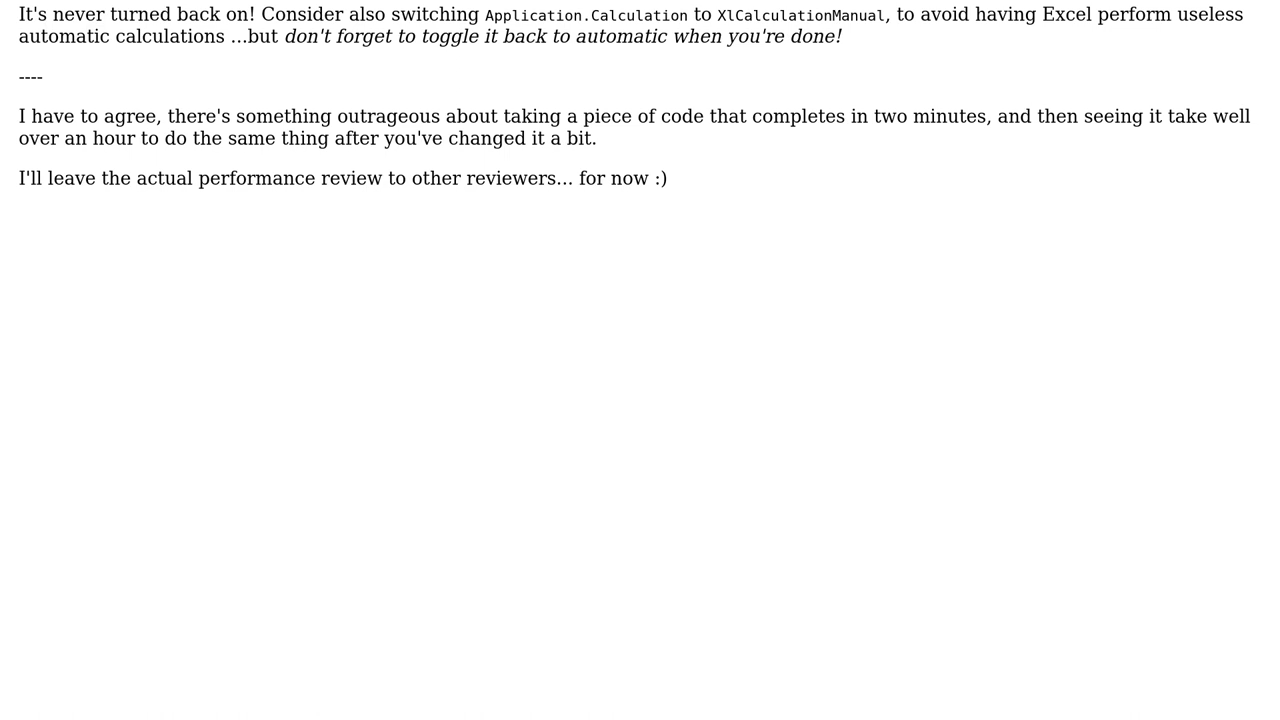 It's never turned back on! Consider also switching Application.Calculation to XlCalculationManual, to avoid having Excel perform useless
automatic calculations ...but don't forget to toggle it back to automatic when you're done!
----
I have to agree, there's something outrageous about taking a piece of code that completes in two minutes, and then seeing it take well
over an hour to do the same thing after you've changed it a bit.
I'll leave the actual performance review to other reviewers... for now :)